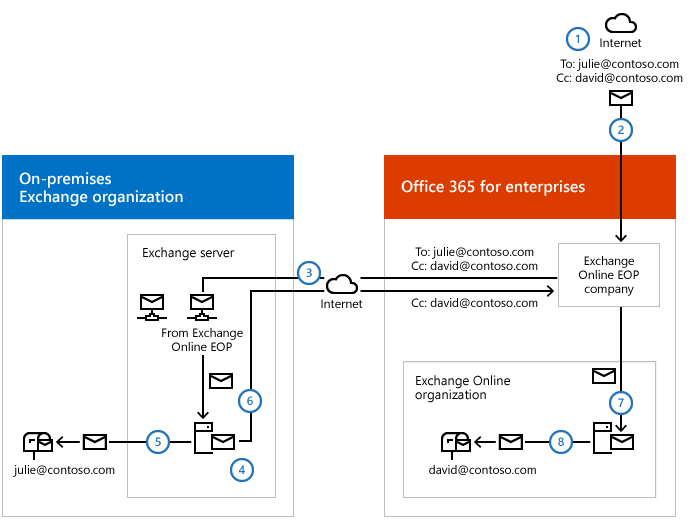 1
Internet
To: julie@contoso.com
Cc: david@contoso.com
2
On-premises
Exchange organization
Office 365 for enterprises
Exchange server
3
To: julie@contoso.com
Cc: david@contoso.com
Exchange
Online EOP
company
Internet
Cc: david@contoso.com
From Exchange
Online EOP
6
Exchange Online
organization
7
5
8
4
julie@contoso.com
david@contoso.com